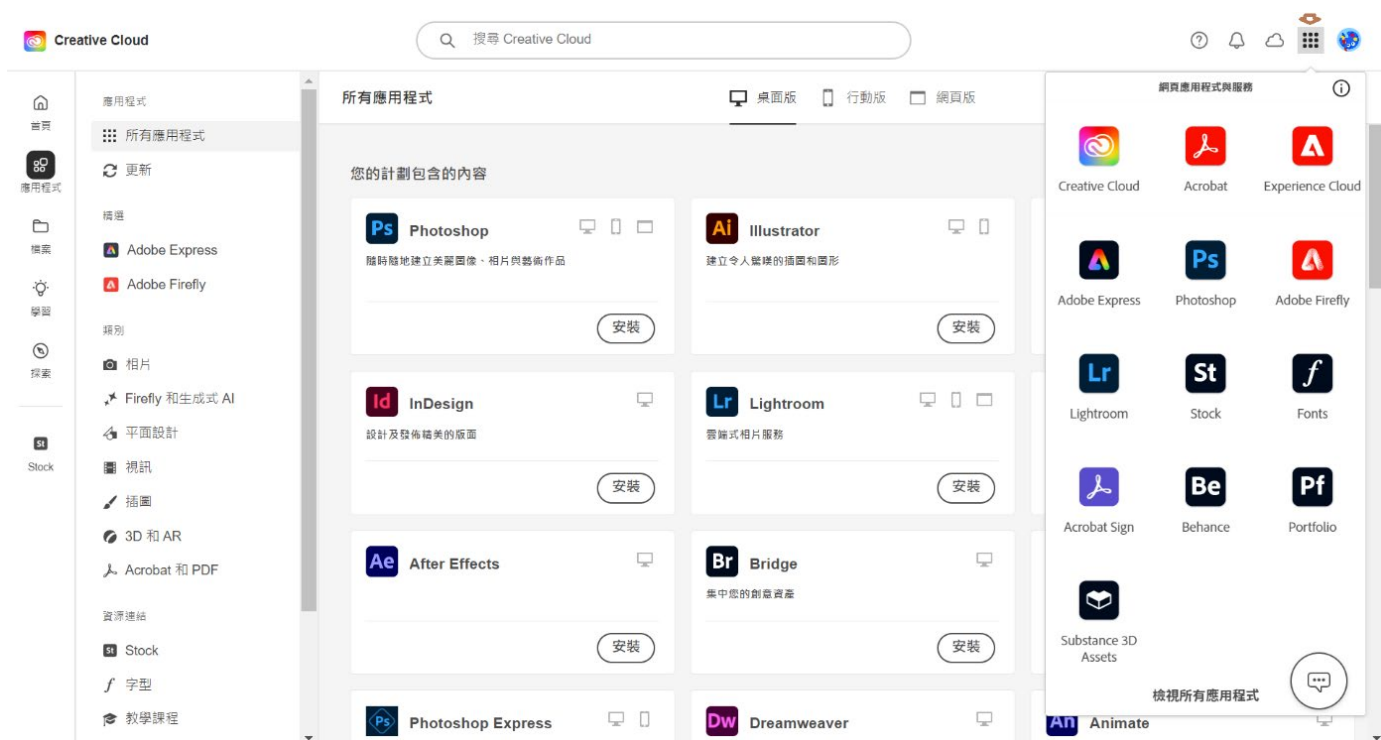 Creative Cloud
搜尋 Creative Cloud
首頁
應用程式
檔案
學習
探索
St
Stock
應用程式
所有應用程式
更新
精選
Adobe Express
Adobe Firefly
類別
相片
Firefly 和生成式 AI
平面設計
視訊
插圖
3D 和 AR
Acrobat 和 PDF
資源連結
St Stock
字型
教學課程
所有應用程式
桌面版 行動版 網頁版
您的計劃包含的內容
Ps Photoshop
隨時隨地建立美麗圖像、相片與藝術作品
安裝
Ai Illustrator
建立令人驚嘆的插圖和圖形
安裝
Id InDesign
設計及發佈精美的版面
安裝
Lr Lightroom
雲端式相片服務
安裝
Ae After Effects
安裝
Br Bridge
集中您的創意資產
安裝
Ps Photoshop Express
Dw Dreamweaver
An Animate
網頁應用程式與服務
Creative Cloud
Acrobat
Experience Cloud
Adobe Express
Ps
Photoshop
Adobe Firefly
Lr
Lightroom
St
Stock
f
Fonts
Acrobat Sign
Be
Behance
Pf
Portfolio
Substance 3D
Assets
檢視所有應用程式